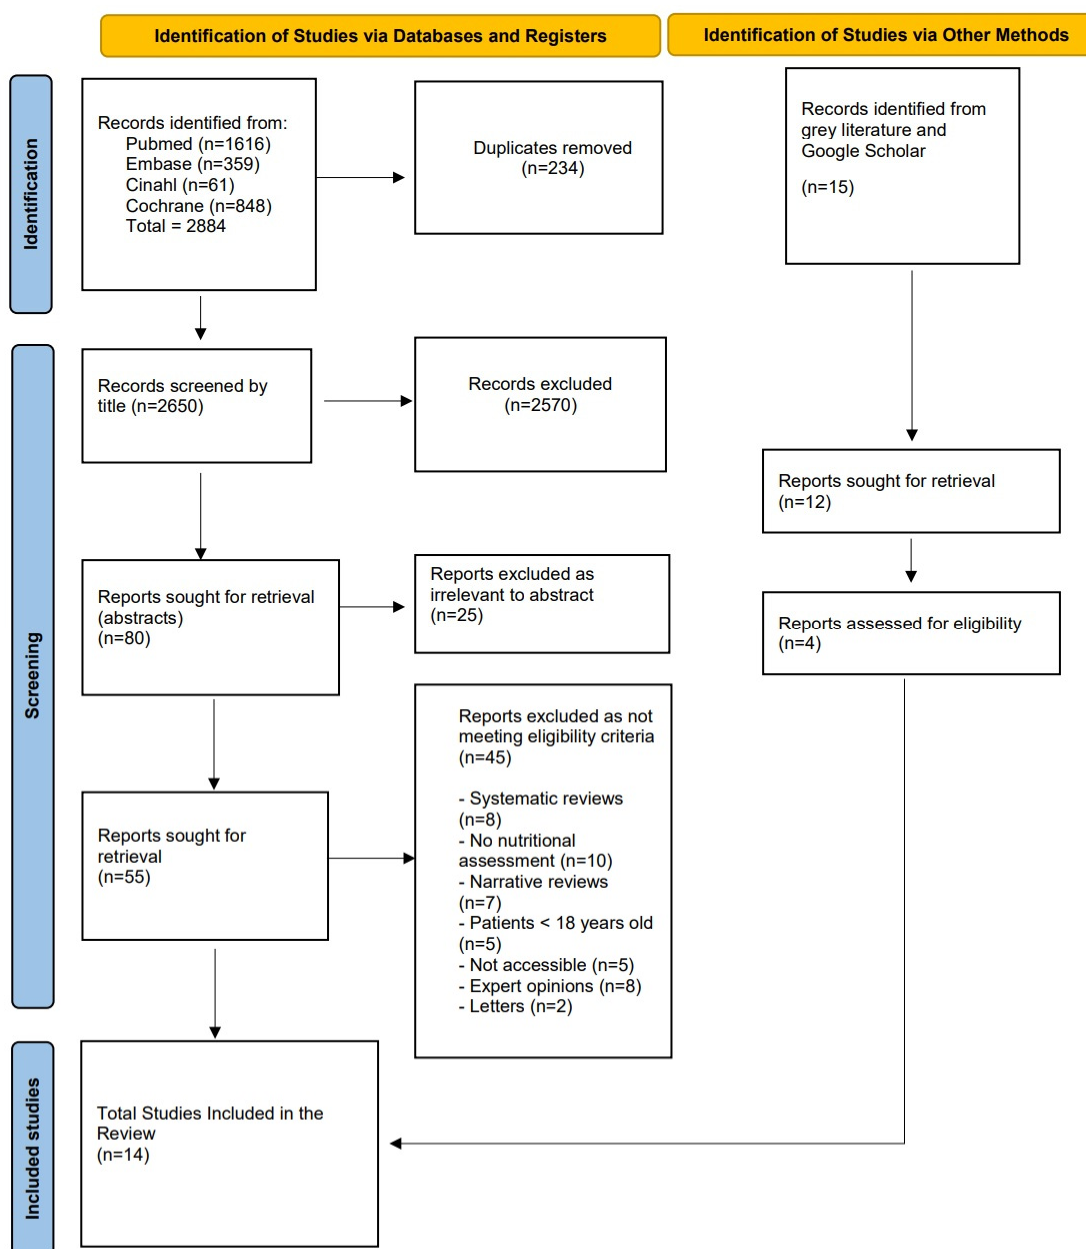 Identification of Studies via Databases and Registers
Identification of Studies via Other Methods
Identification
Records identified from:
Pubmed (n=1616)
Embase (n=359)
Cinahl (n=61)
Cochrane (n=848)
Total = 2884
Duplicates removed
(n=234)
Records identified from
grey literature and
Google Scholar
(n=15)
Screening
Records screened by
title (n=2650)
Records excluded
(n=2570)
Reports sought for retrieval
(n=12)
Reports sought for retrieval
(abstracts)
(n=80)
Reports excluded as
irrelevant to abstract
(n=25)
Reports assessed for eligibility
(n=4)
Reports sought for
retrieval
(n=55)
Reports excluded as not
meeting eligibility criteria
(n=45)
- Systematic reviews
(n=8)
- No nutritional
assessment (n=10)
- Narrative reviews
(n=7)
- Patients < 18 years old
(n=5)
- Not accessible (n=5)
- Expert opinions (n=8)
- Letters (n=2)
Included studies
Total Studies Included in the
Review
(n=14)